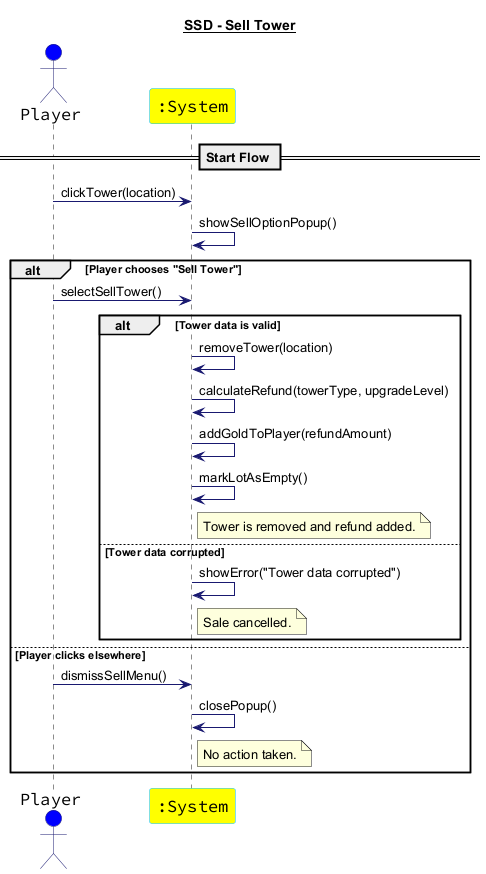 SSD - Sell Tower
Player
:System
Start Flow
clickTower(location)
showSellOptionPopup()
alt
[Player chooses "Sell Tower"]
selectSellTower()
alt
[Tower data is valid]
removeTower(location)
calculateRefund(towerType, upgradeLevel)
addGoldToPlayer(refundAmount)
markLotAsEmpty()
Tower is removed and refund added.
[Tower data corrupted]
showError("Tower data corrupted")
Sale cancelled.
[Player clicks elsewhere]
dismissSellMenu()
closePopup()
No action taken.
Player
:System